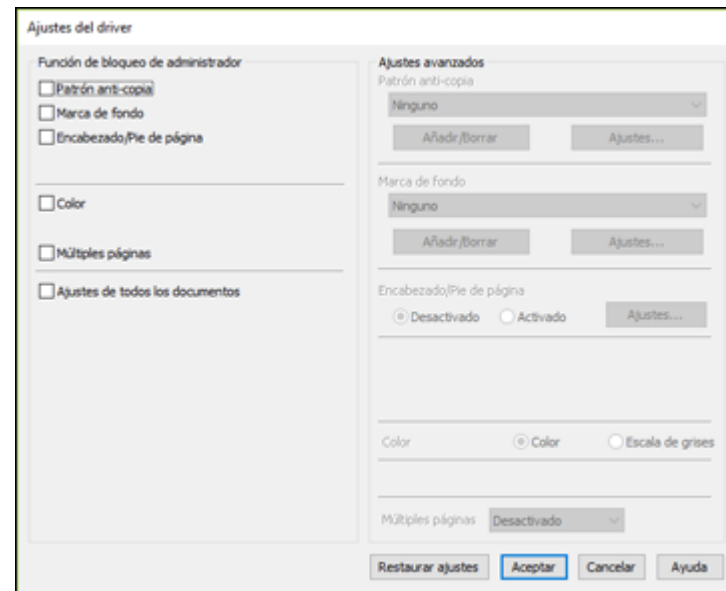 Ajustes del driver
Función de bloqueo de administrador
Patrón anti-copia
Marca de fondo
Encabezado/Pie de página
Color
Múltiples páginas
Ajustes de todos los documentos
Ajustes avanzados
Patrón anti-copia
Ninguno
Añadir/Borrar
Ajustes...
Marca de fondo
Ninguno
Añadir/Borrar
Ajustes...
Encabezado/Pie de página
Desactivado
Activado
Ajustes...
Color
Color
Escala de grises
Múltiples páginas
Desactivado
Restaurar ajustes
Aceptar
Cancelar
Ayuda